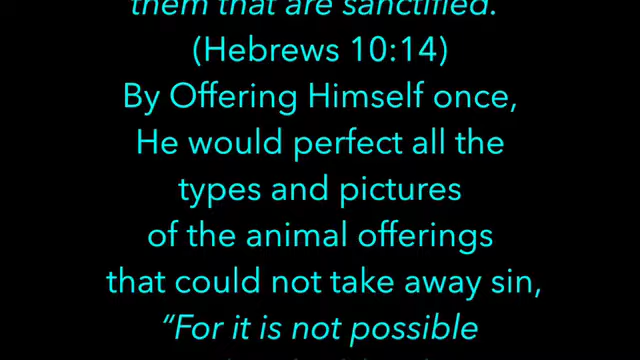 them that are sanctified.
(Hebrews 10:14)
By Offering Himself once,
He would perfect all the
types and pictures
of the animal offerings
that could not take away sin,
“For it is not possible